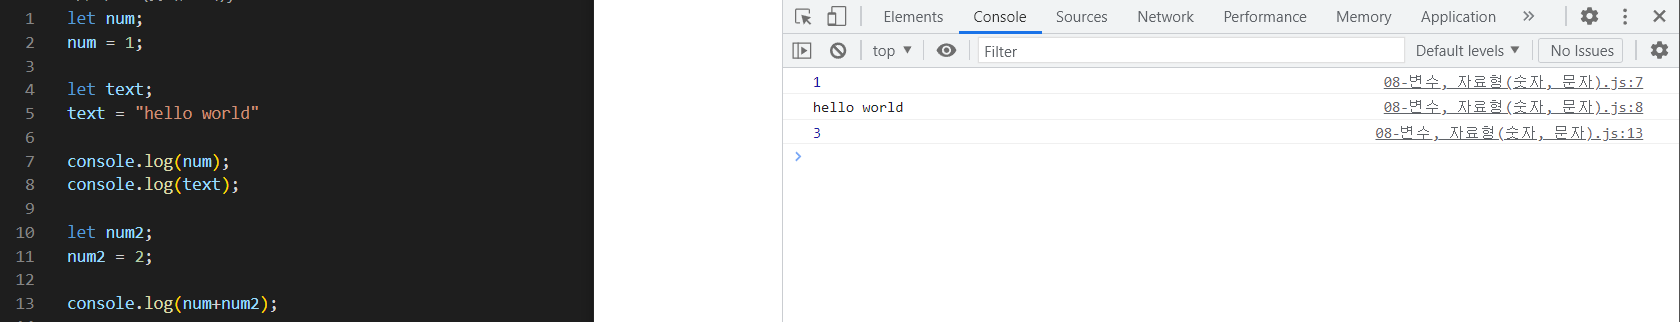 1 let num;
2 num = 1;
3
4 let text;
5 text = "hello world"
6
7 console.log(num);
8 console.log(text);
9
10 let num2;
11 num2 = 2;
12
13 console.log(num+num2);
Elements Console Sources Network Performance Memory Application »
top ▼ Filter Default levels ▼ No Issues
1 08-변수, 자료형(숫자, 문자).js:7
hello world 08-변수, 자료형(숫자, 문자).js:8
3 08-변수, 자료형(숫자, 문자).js:13
>